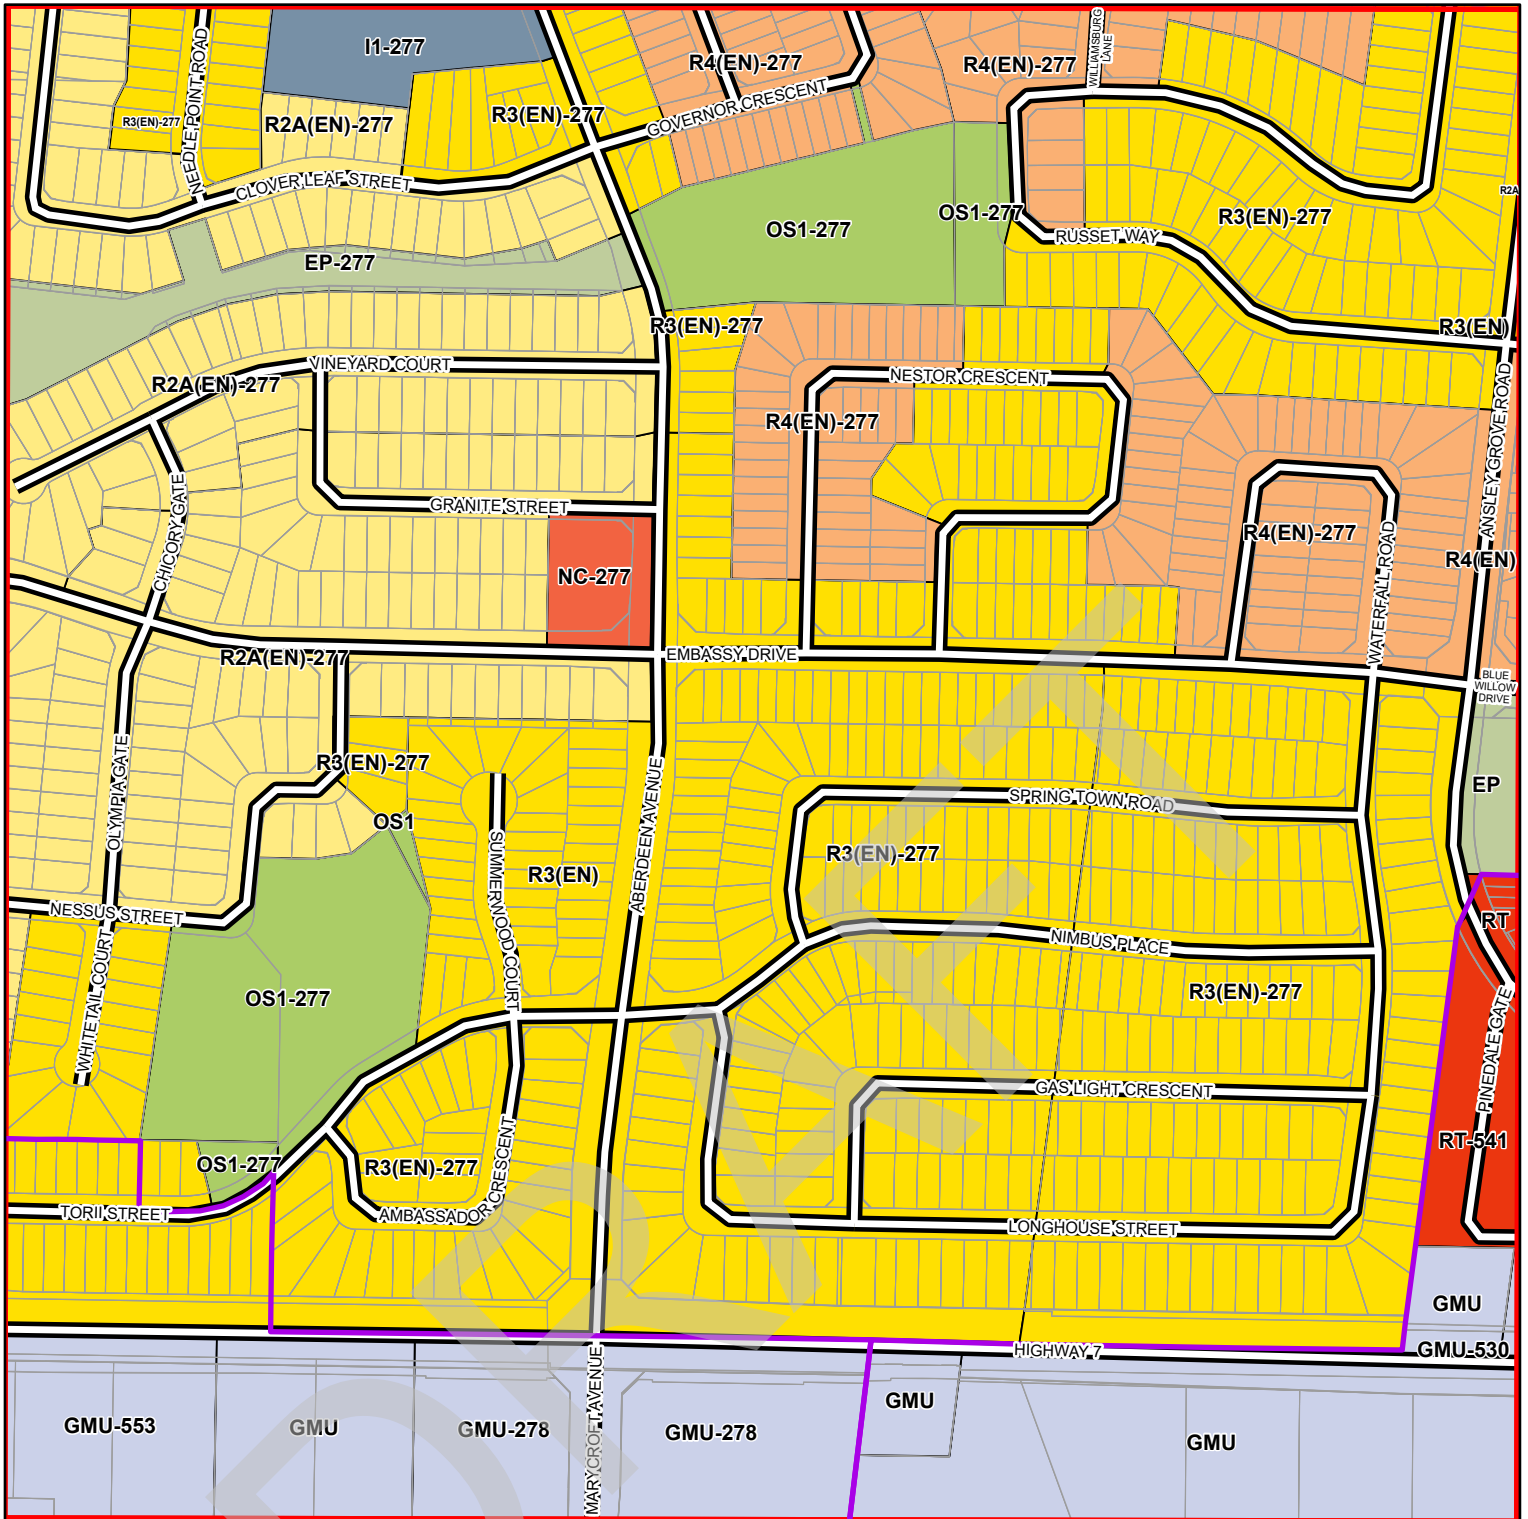 WILLIAMSBURG
LANE
NEEDLE POINT ROAD
I1-277
R4(EN)-277
R4(EN)-277
R3(EN)-277
R2A(EN)-277
R3(EN)-277
GOVERNOR CRESCENT
CLOVER LEAF STREET
R2A
OS1-277
OS1-277
R3(EN)-277
RUSSET WAY
EP-277
R3(EN)-277
R3(EN)
VINEYARD COURT
R2A(EN)-277
NESTOR CRESCENT
R4(EN)-277
ANSLEY GROVE ROAD
CHICORY GATE
GRANITE STREET
R4(EN)-277
WATERFALL ROAD
R4(EN)
NC-277
R2A(EN)-277
EMBASSY DRIVE
BLUE
WILLOW
DRIVE
OLYMPIA GATE
R3(EN)-277
ABERDEEN AVENUE
EP
SPRING TOWN ROAD
OS1
SUMMERWOOD COURT
R3(EN)
R3(EN)-277
NESSUS STREET
RT
WHITETAIL COURT
NIMBUS PLACE
OS1-277
R3(EN)-277
PINEDALE GATE
GAS LIGHT CRESCENT
RT-541
OS1-277
R3(EN)-277
AMBASSADOR CRESCENT
TORII STREET
LONGHOUSE STREET
GMU
HIGHWAY 7
GMU-530
MARYCROFT AVENUE
GMU
GMU-553
GMU
GMU-278
GMU-278
GMU
DRAFT